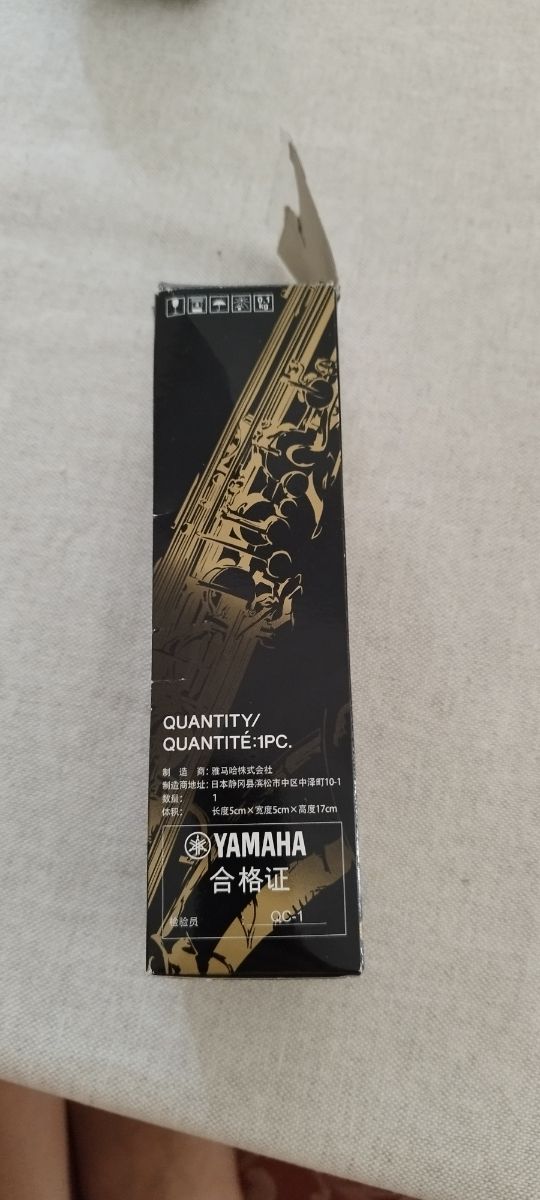 0.1
kg
QUANTITY/
QUANTITÉ:1PC.
制 造 商: 雅马哈株式会社
制造商地址: 日本静冈县滨松市中区中泽町10-1
数量: 1
体积: 长度5cm×宽度5cm×高度17cm
YAMAHA
合格证
检验员 QC-1